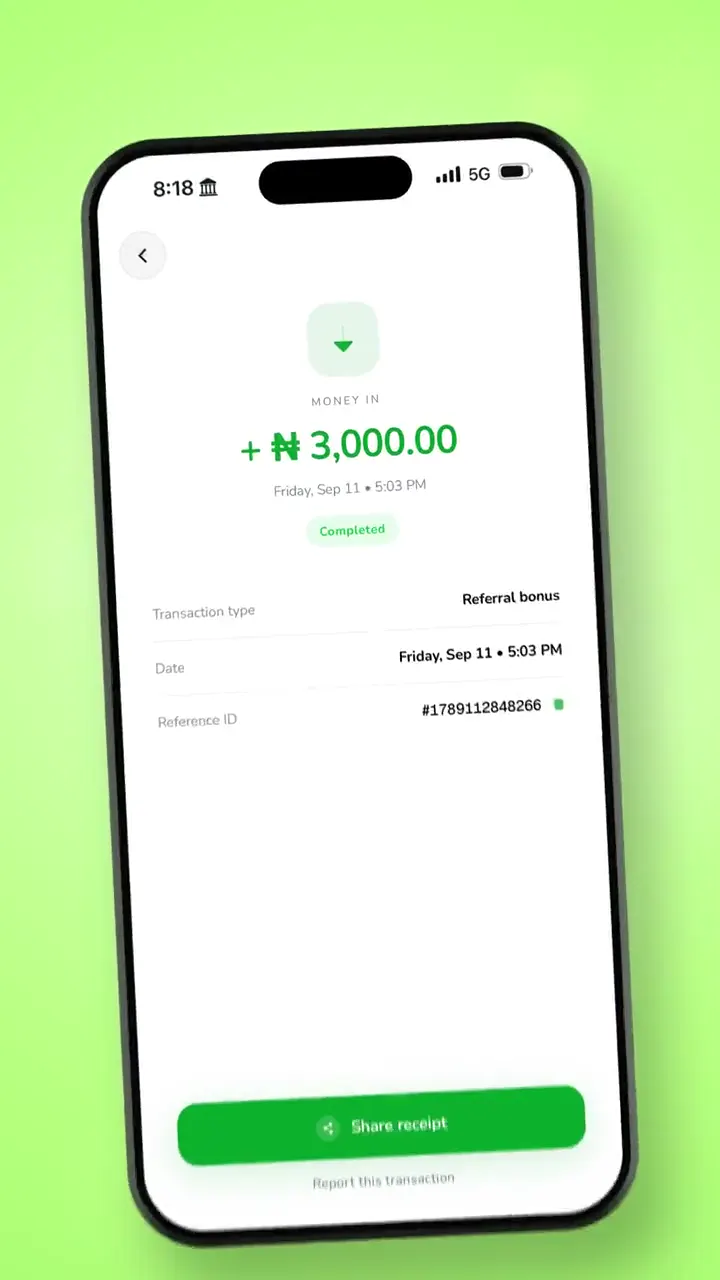 8:18
5G
MONEY IN
+ ₦ 3,000.00
Friday, Sep 11 • 5:03 PM
Completed
Transaction type
Referral bonus
Date
Friday, Sep 11 • 5:03 PM
Reference ID
#1789112848266
Share receipt
Report this transaction